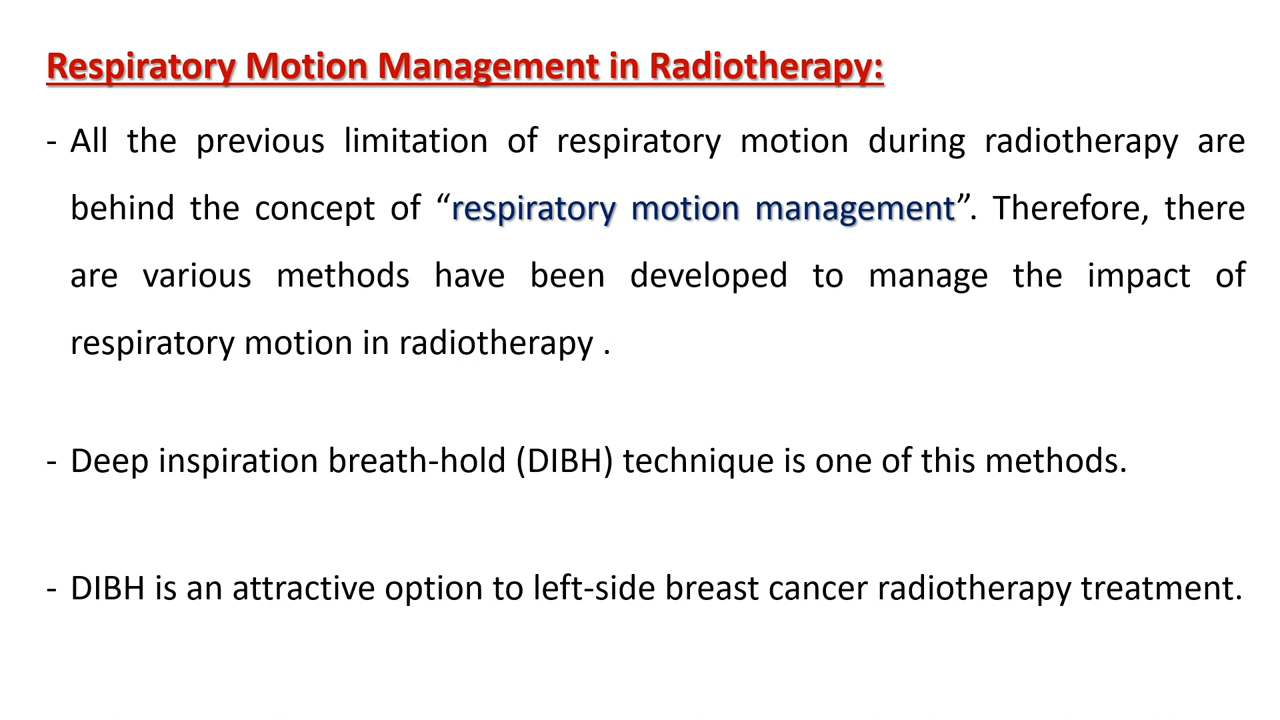 Respiratory Motion Management in Radiotherapy:
- All the previous limitation of respiratory motion during radiotherapy are
behind the concept of “respiratory motion management”. Therefore, there
are various methods have been developed to manage the impact of
respiratory motion in radiotherapy .
- Deep inspiration breath-hold (DIBH) technique is one of this methods.
- DIBH is an attractive option to left-side breast cancer radiotherapy treatment.